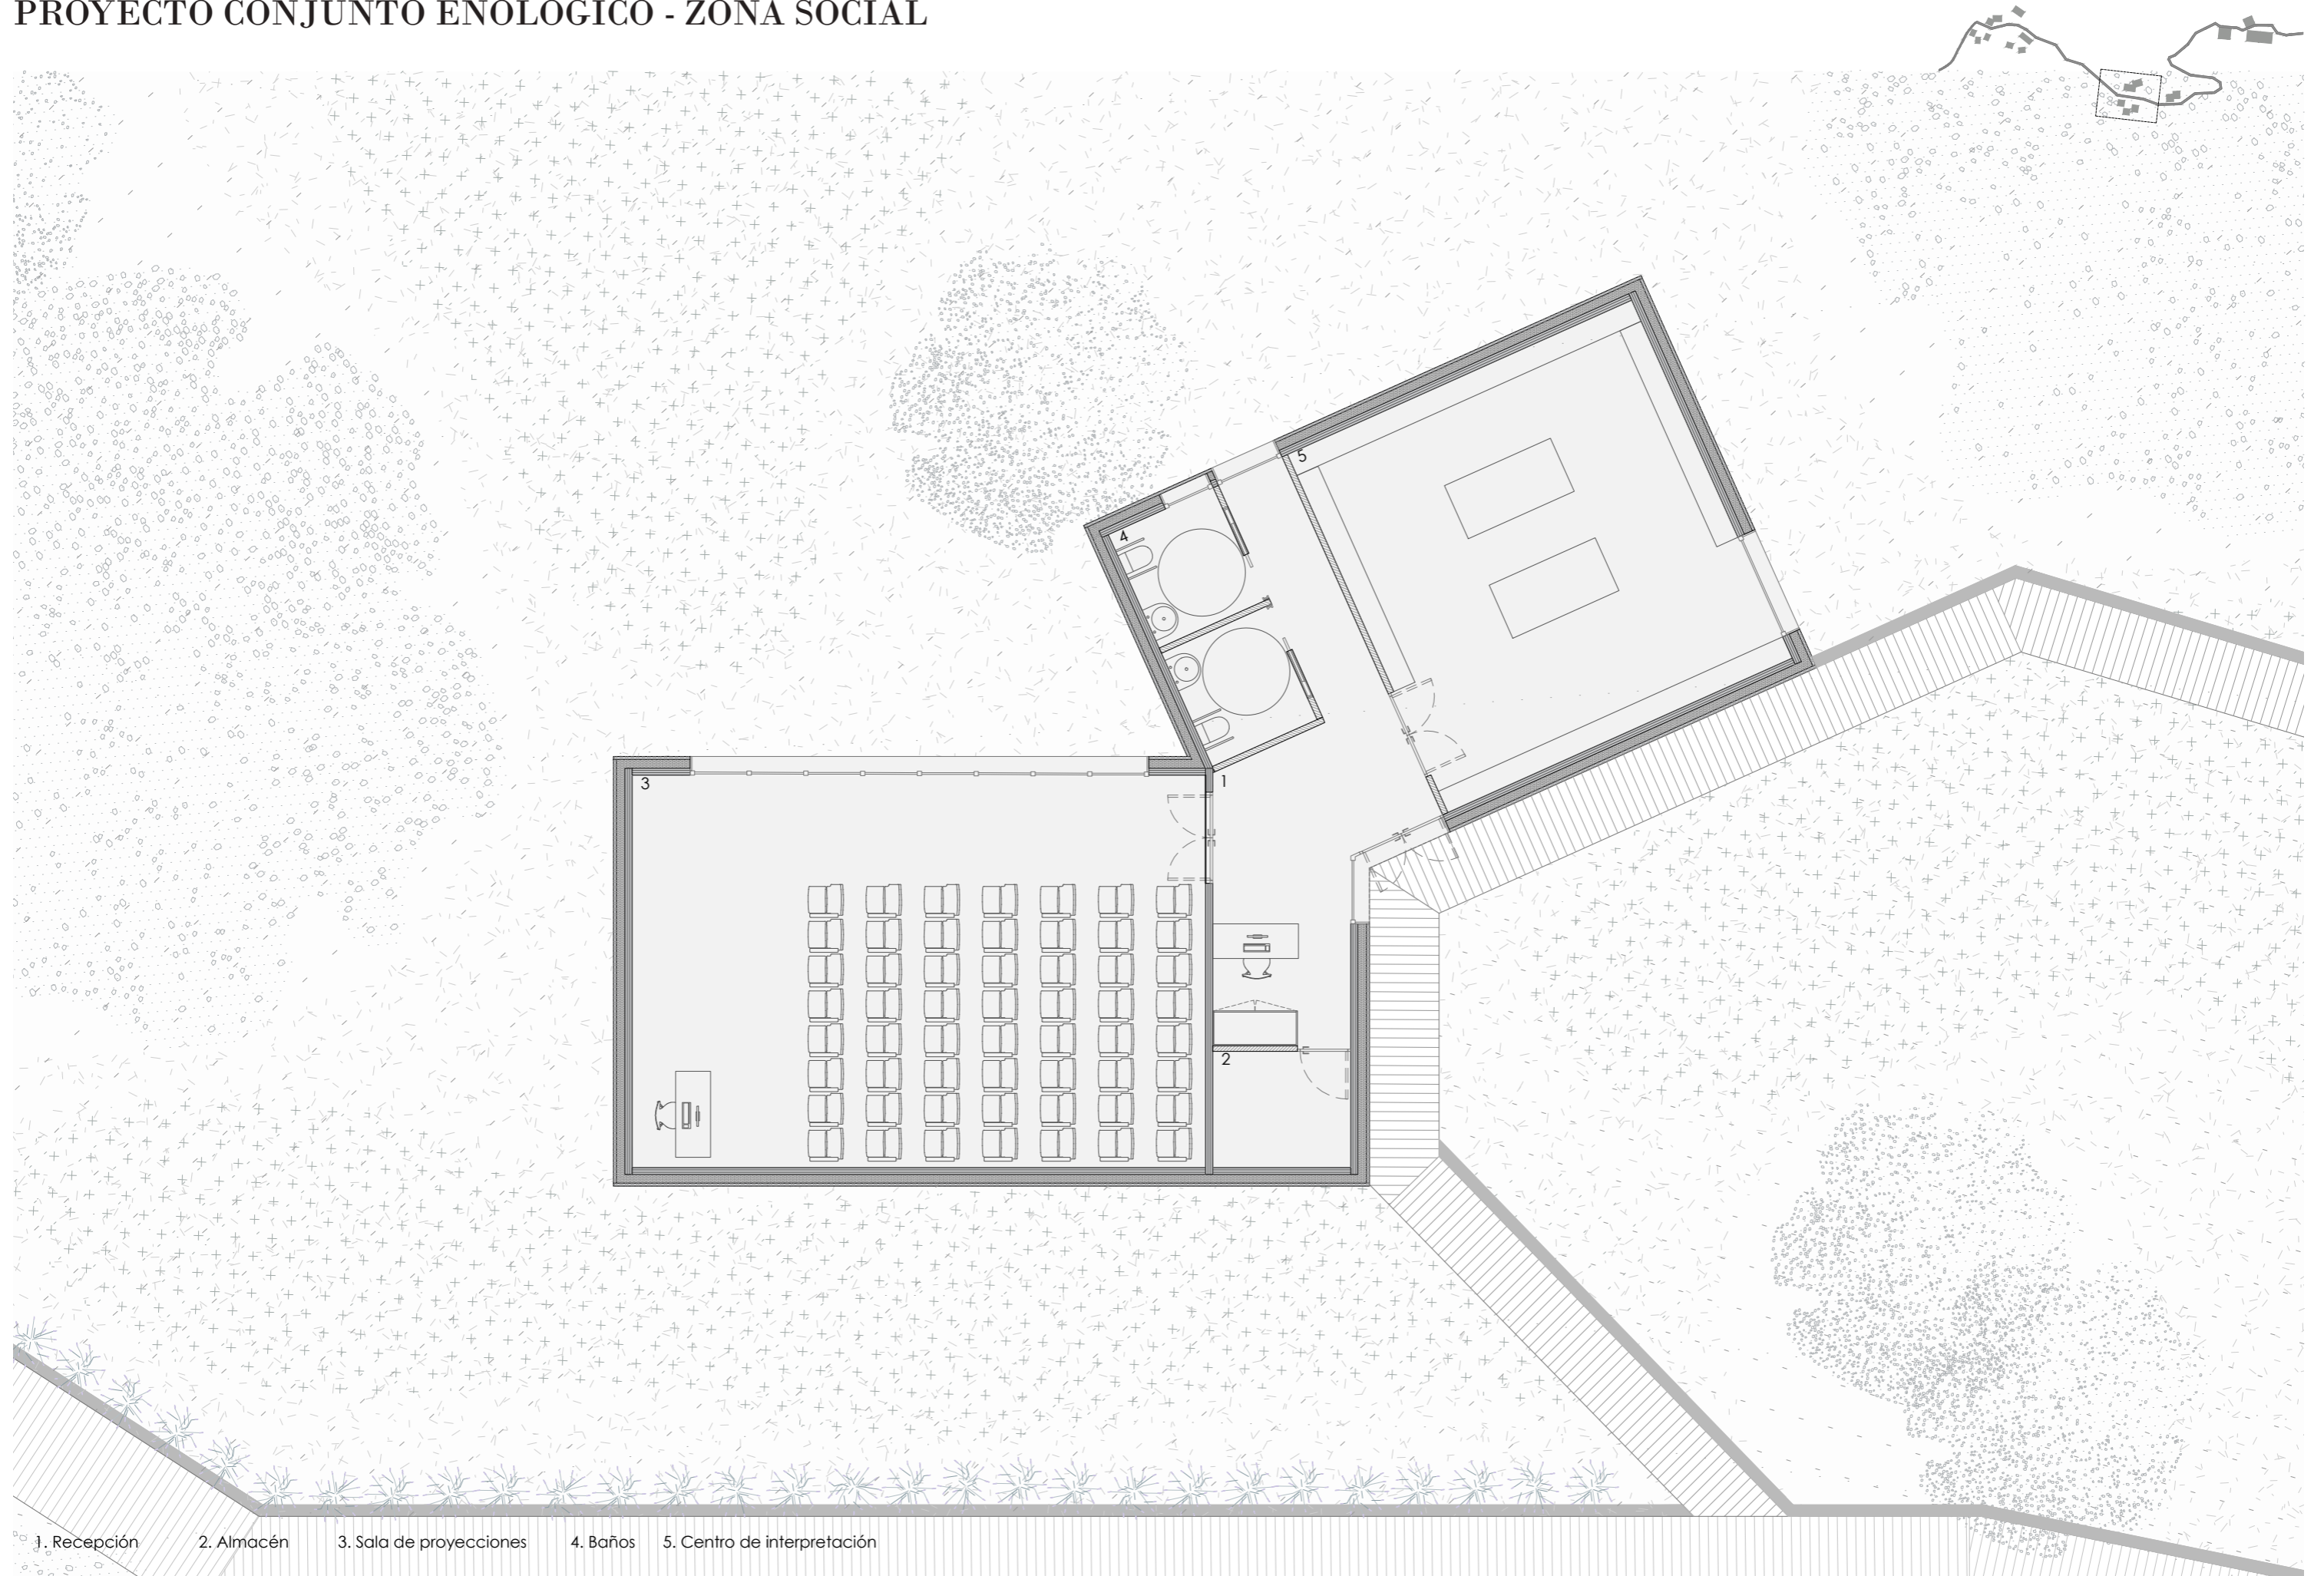 PROYECTO CONJUNTO ENOLÓGICO - ZONA SOCIAL
5
4
3
1
2
1. Recepción 2. Almacén 3. Sala de proyecciones 4. Baños 5. Centro de interpretación